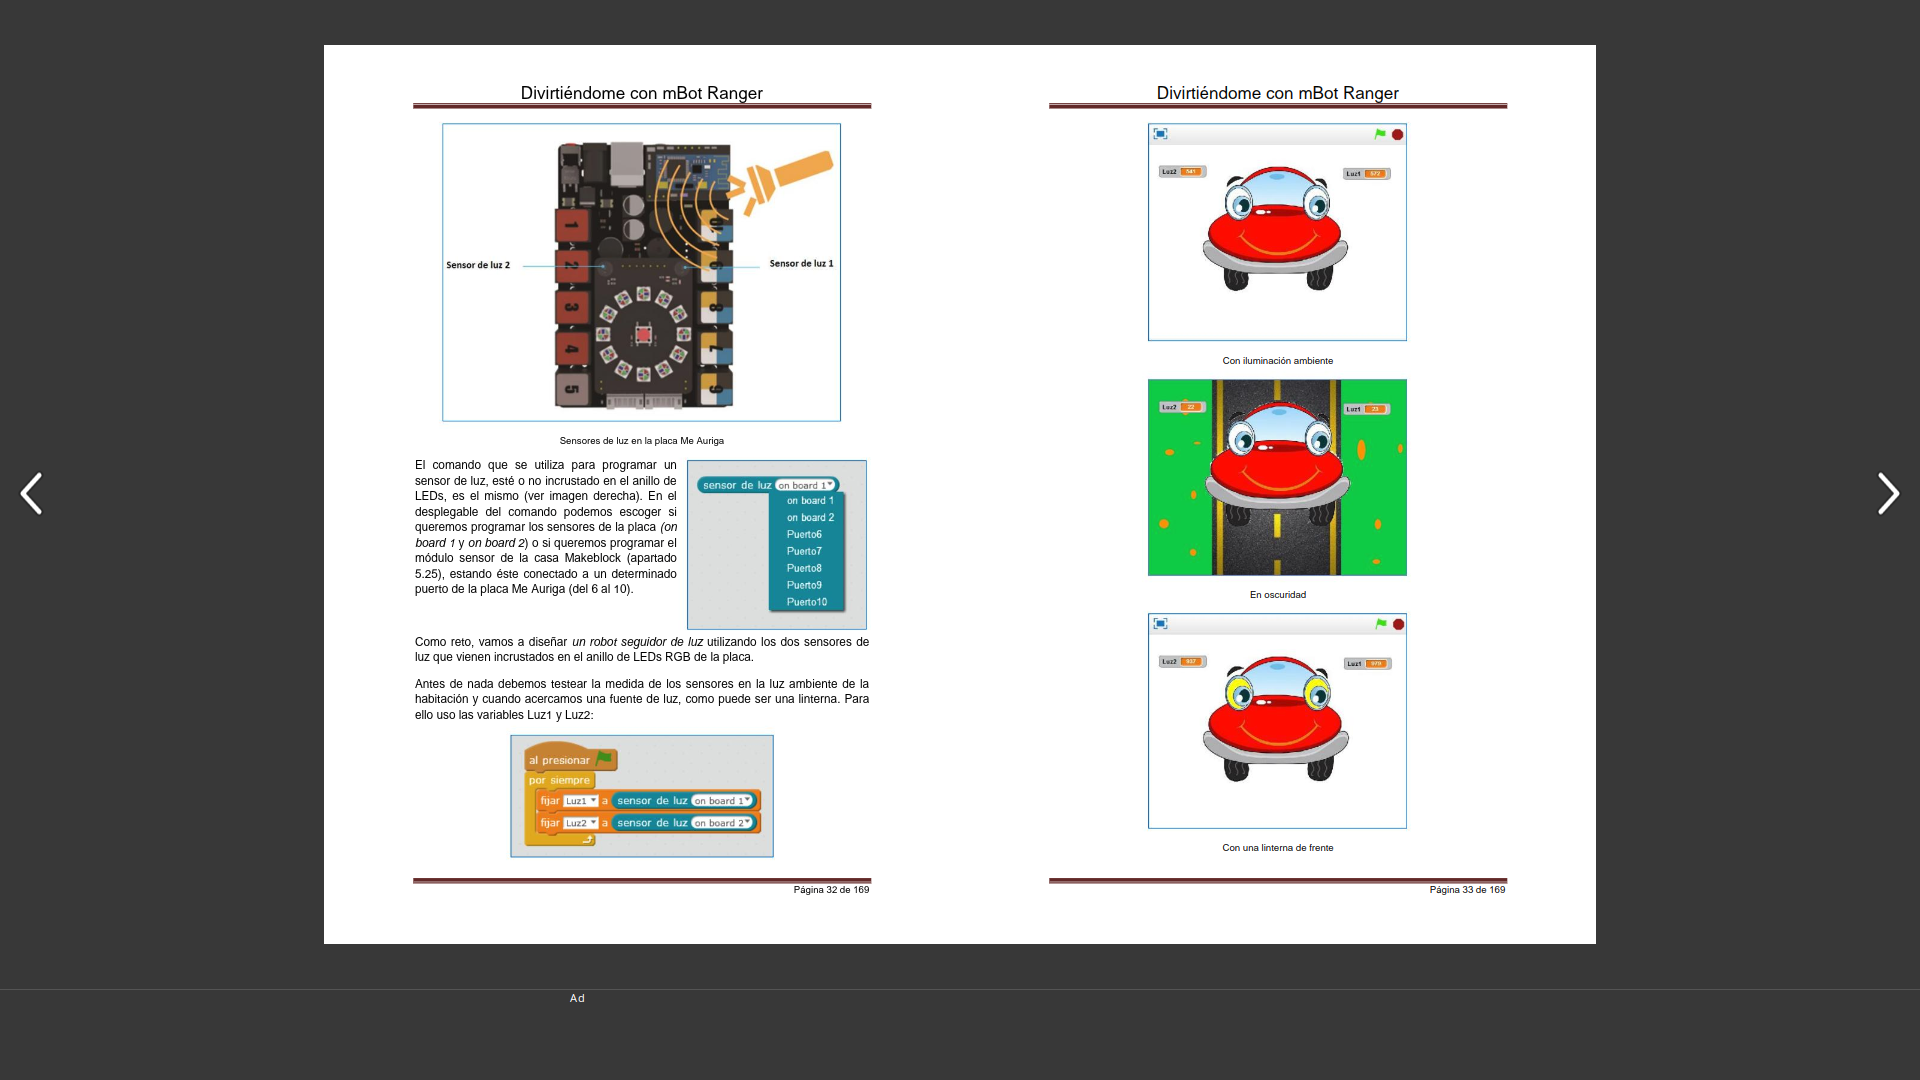 Divirtiéndome con mBot Ranger
Sensor de luz 2
Sensor de luz 1
1
2
3
4
5
10
9
8
7
6
Sensores de luz en la placa Me Auriga
El comando que se utiliza para programar un
sensor de luz, esté o no incrustado en el anillo de
LEDs, es el mismo (ver imagen derecha). En el
desplegable del comando podemos escoger si
queremos programar los sensores de la placa (on
board 1 y on board 2) o si queremos programar el
módulo sensor de la casa Makeblock (apartado
5.25), estando éste conectado a un determinado
puerto de la placa Me Auriga (del 6 al 10).
sensor de luz on board 1
on board 1
on board 2
Puerto6
Puerto7
Puerto8
Puerto9
Puerto10
Como reto, vamos a diseñar un robot seguidor de luz utilizando los dos sensores de
luz que vienen incrustados en el anillo de LEDs RGB de la placa.
Antes de nada debemos testear la medida de los sensores en la luz ambiente de la
habitación y cuando acercamos una fuente de luz, como puede ser una linterna. Para
ello uso las variables Luz1 y Luz2:
al presionar
por siempre
fijar Luz1 a sensor de luz on board 1
fijar Luz2 a sensor de luz on board 2
Página 32 de 169
Divirtiéndome con mBot Ranger
Luz2
Luz1 572
Con iluminación ambiente
Luz2 22
Luz1 23
En oscuridad
Luz2
Luz1
Con una linterna de frente
Página 33 de 169
Ad